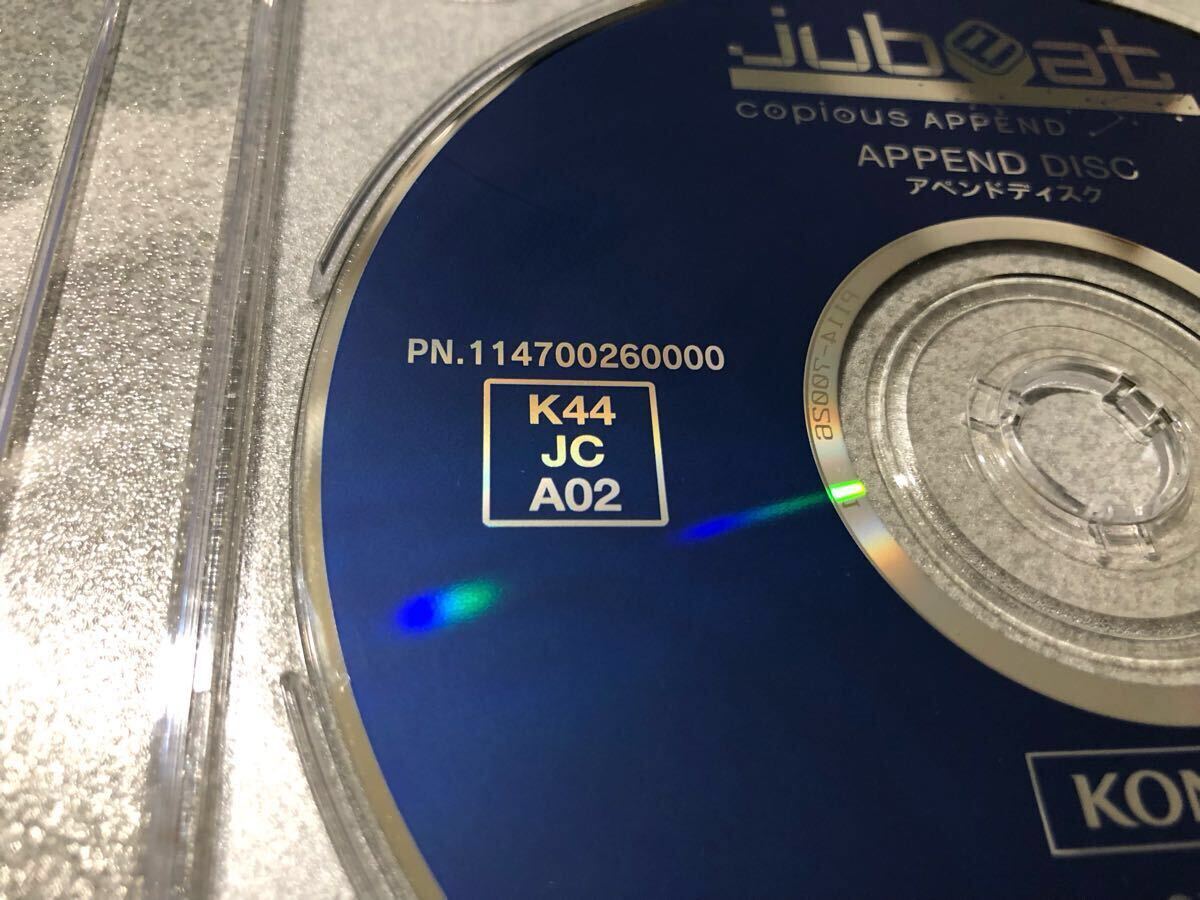 jubeat
copious APPEND
APPEND DISC
アペンドディスク
PN.114700260000
K44
JC
A02
KON